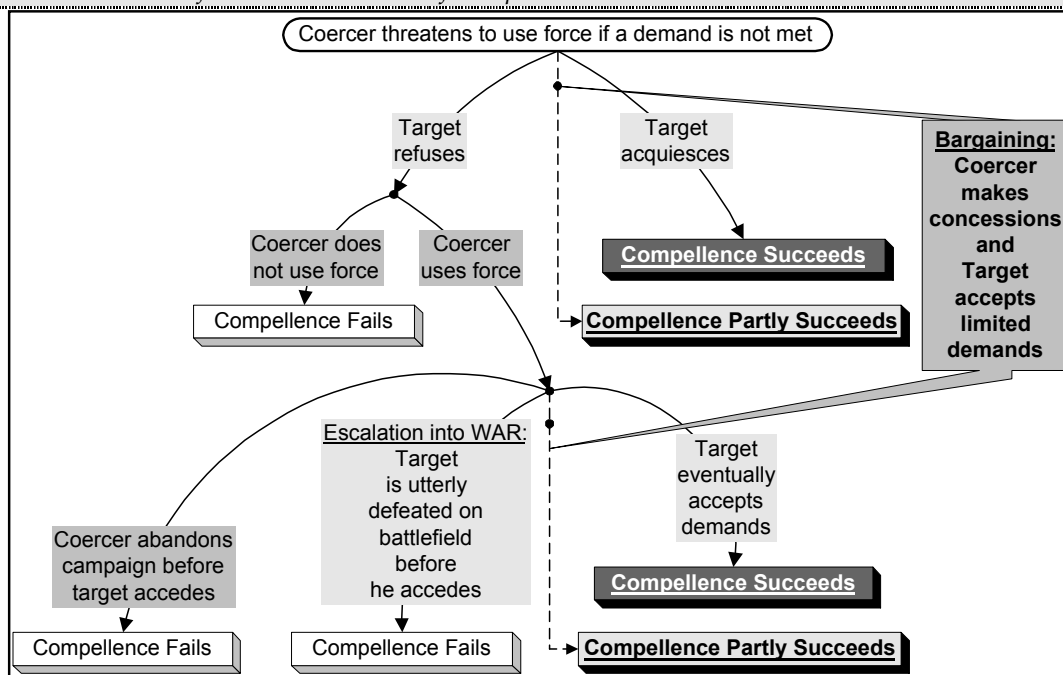 Coercer threatens to use force if a demand is not met
Target
refuses
Target
acquiesces
Bargaining:
Coercer
makes
concessions
and
Target
accepts
limited
demands
Coercer does
not use force
Coercer
uses force
Compellence Succeeds
Compellence Fails
Compellence Partly Succeeds
Escalation into WAR:
Target
is utterly
defeated on
battlefield
before
he accedes
Target
eventually
accepts
demands
Coercer abandons
campaign before
target accedes
Compellence Succeeds
Compellence Fails
Compellence Fails
Compellence Partly Succeeds